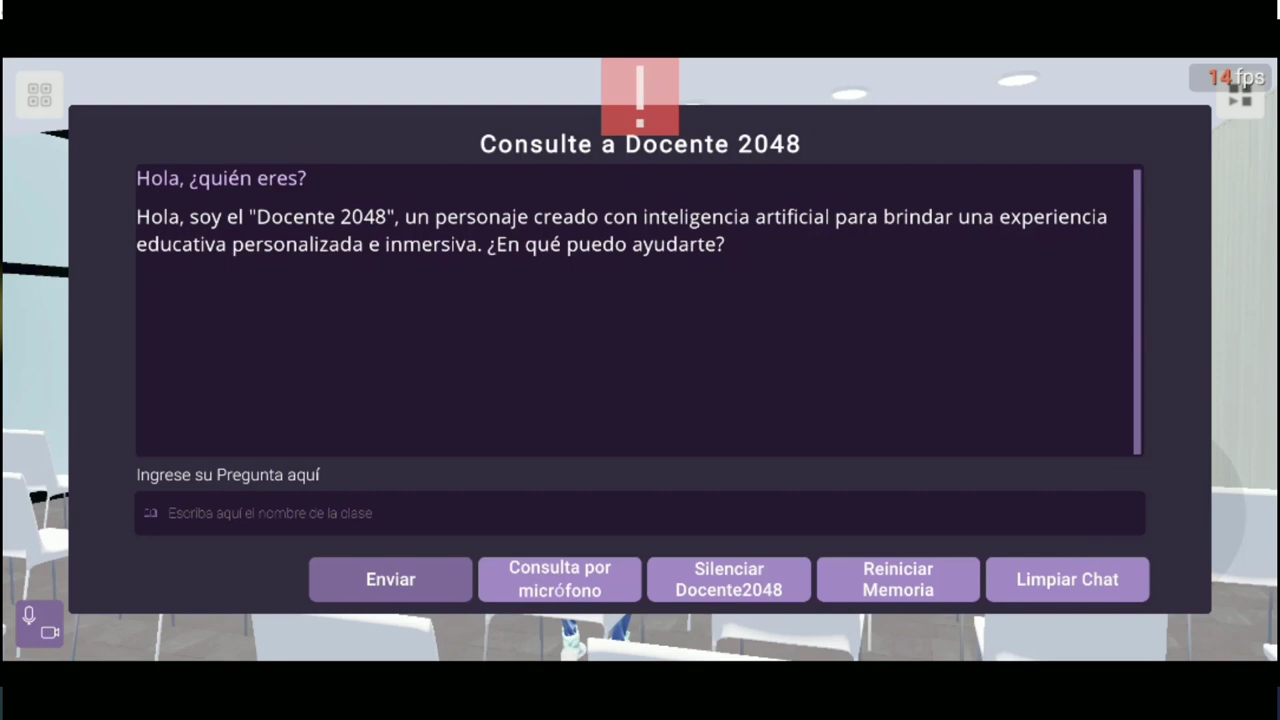 14 fps
!
Consulte a Docente 2048
Hola, ¿quién eres?
Hola, soy el "Docente 2048", un personaje creado con inteligencia artificial para brindar una experiencia
educativa personalizada e inmersiva. ¿En qué puedo ayudarte?
Ingrese su Pregunta aquí
Escriba aquí el nombre de la clase
Enviar
Consulta por
micrófono
Silenciar
Docente2048
Reiniciar
Memoria
Limpiar Chat